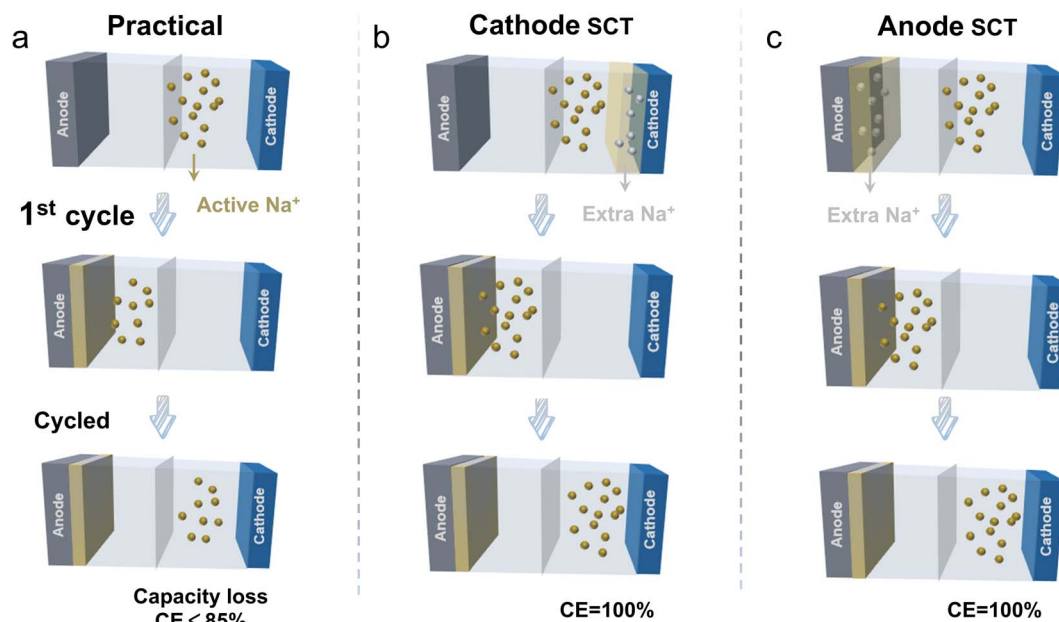 a
Practical
Anode
Cathode
Active Na⁺
1st cycle
Anode
Cathode
Cycled
Anode
Cathode
Capacity loss
CE < 85%
b
Cathode SCT
Anode
Cathode
Extra Na⁺
Anode
Cathode
Anode
Cathode
CE=100%
c
Anode SCT
Anode
Cathode
Extra Na⁺
Anode
Cathode
Anode
Cathode
CE=100%